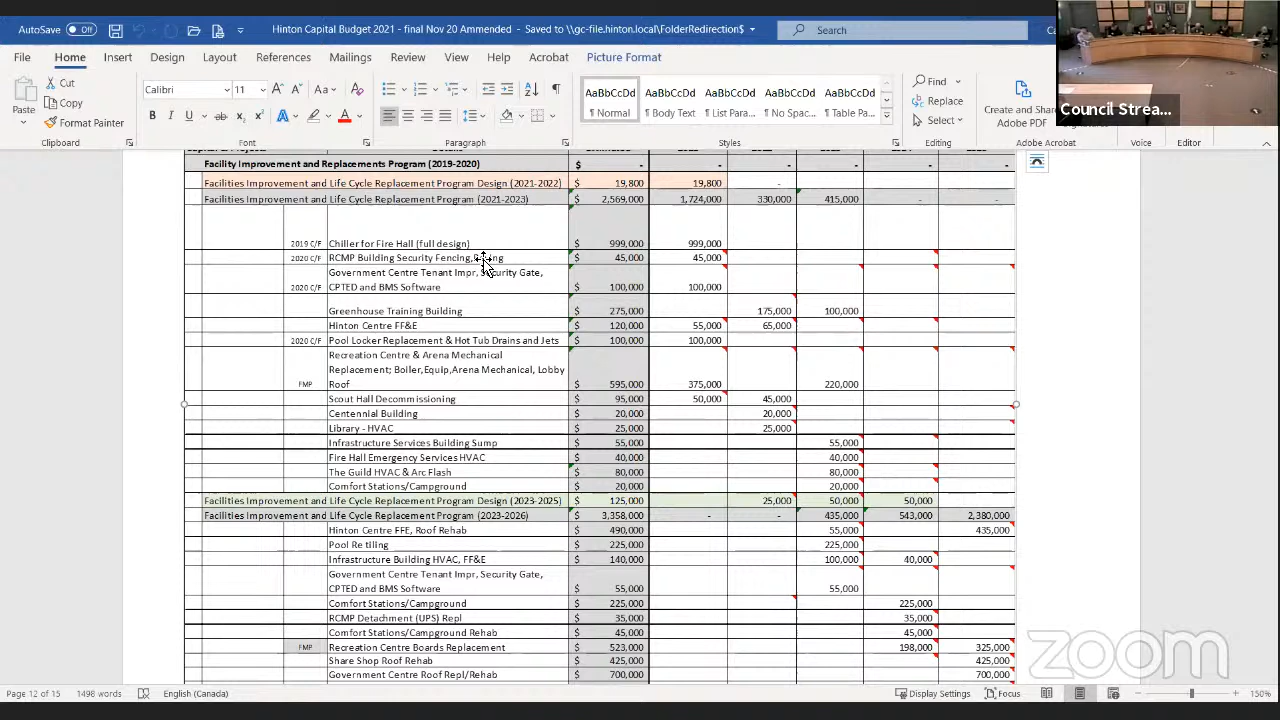 AutoSave Off Hinton Capital Budget 2021 - final Nov 20 Ammended - Saved to \\gc-file.hinton.local\FolderRedirection$ Search
File Home Insert Design Layout References Mailings Review View Help Acrobat Picture Format
Paste Cut Copy Format Painter
Calibri 11
AaBbCcDd AaBbCcDd AaBbCcDd AaBbCcDd AaBbCcDd
¶ Normal ¶ Body Text ¶ List Para... ¶ No Spac... ¶ Table Pa...
Find Replace Select
Create and Share
Adobe PDF
Clipboard Font Paragraph Styles Editing Adobe Acrobat Voice Editor
Council Strea...
Facility Improvement and Replacements Program (2019-2020) $ - - - - - -
Facilities Improvement and Life Cycle Replacement Program Design (2021-2022) $ 19,800 19,800 -
Facilities Improvement and Life Cycle Replacement Program (2021-2023) $ 2,569,000 1,724,000 330,000 415,000 - -
2019 C/F Chiller for Fire Hall (full design) $ 999,000 999,000
2020 C/F RCMP Building Security Fencing, $ 45,000 45,000
Government Centre Tenant Impr, Security Gate,
2020 C/F CPTED and BMS Software $ 100,000 100,000
Greenhouse Training Building $ 275,000 175,000 100,000
Hinton Centre FF&E $ 120,000 55,000 65,000
2020 C/F Pool Locker Replacement & Hot Tub Drains and Jets $ 100,000 100,000
Recreation Centre & Arena Mechanical
Replacement; Boiler,Equip,Arena Mechanical, Lobby
FMP Roof $ 595,000 375,000 220,000
Scout Hall Decommissioning $ 95,000 50,000 45,000
Centennial Building $ 20,000 20,000
Library - HVAC $ 25,000 25,000
Infrastructure Services Building Sump $ 55,000 55,000
Fire Hall Emergency Services HVAC $ 40,000 40,000
The Guild HVAC & Arc Flash $ 80,000 80,000
Comfort Stations/Campground $ 20,000 20,000
Facilities Improvement and Life Cycle Replacement Program Design (2023-2025) $ 125,000 25,000 50,000 50,000
Facilities Improvement and Life Cycle Replacement Program (2023-2026) $ 3,358,000 - - 435,000 543,000 2,380,000
Hinton Centre FFE, Roof Rehab $ 490,000 55,000 435,000
Pool Re tiling $ 225,000 225,000
Infrastructure Building HVAC, FF&E $ 140,000 100,000 40,000
Government Centre Tenant Impr, Security Gate,
CPTED and BMS Software $ 55,000 55,000
Comfort Stations/Campground $ 225,000 225,000
RCMP Detachment (UPS) Repl $ 35,000 35,000
Comfort Stations/Campground Rehab $ 45,000 45,000
FMP Recreation Centre Boards Replacement $ 523,000 198,000 325,000
Share Shop Roof Rehab $ 425,000 425,000
Government Centre Roof Repl/Rehab $ 700,000 700,000
zoom
Page 12 of 15 1498 words English (Canada) Display Settings Focus 150%